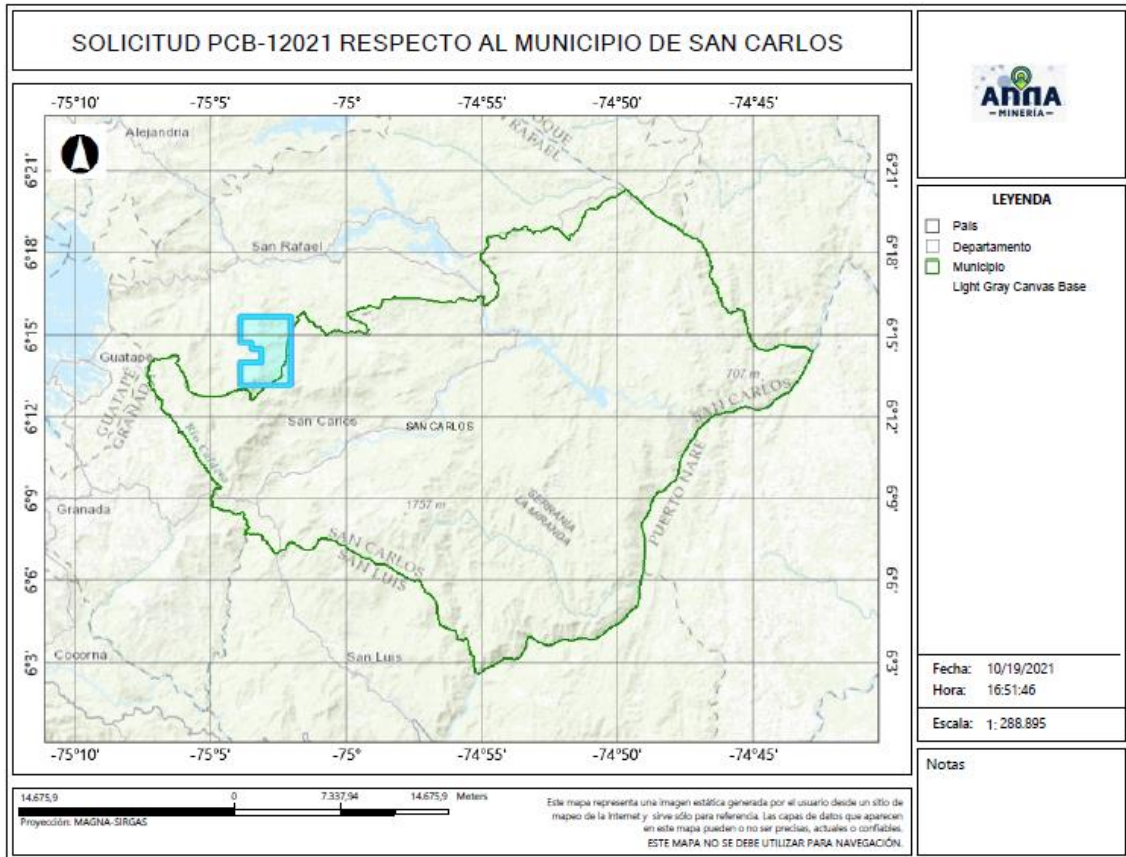 SOLICITUD PCB-12021 RESPECTO AL MUNICIPIO DE SAN CARLOS
ANNA
–MINERÍA–
-75°10' -75°5' -75° -74°55' -74°50' -74°45'
Alejandria
ROQUE
RAFAEL
6°21' 6°21'
San Rafael
6°18' 6°18'
6°15' 6°15'
Guatape
GUATAPÉ
GRANADA
707 m
SAN CARLOS
6°12' 6°12'
San Carlos
SAN CARLOS
6°9' 6°9'
Granada
1757 m
SERRANIA
LA MIRANDA
PUERTO NARE
SAN CARLOS
SAN LUIS
6°6' 6°6'
Cocorna
San Luis
6°3' 6°3'
-75°10' -75°5' -75° -74°55' -74°50' -74°45'
LEYENDA
País
Departamento
Municipio
Light Gray Canvas Base
Fecha: 10/19/2021
Hora: 16:51:46
Escala: 1: 288.895
Notas
14.675,9 0 7.337,94 14.675,9 Meters
Proyección: MAGNA-SIRGAS
Este mapa representa una imagen estática generada por el usuario desde un sitio de
mapeo de la Internet y sirve sólo para referencia. Las capas de datos que aparecen
en este mapa pueden o no ser precisas, actuales o confiables.
ESTE MAPA NO SE DEBE UTILIZAR PARA NAVEGACIÓN.